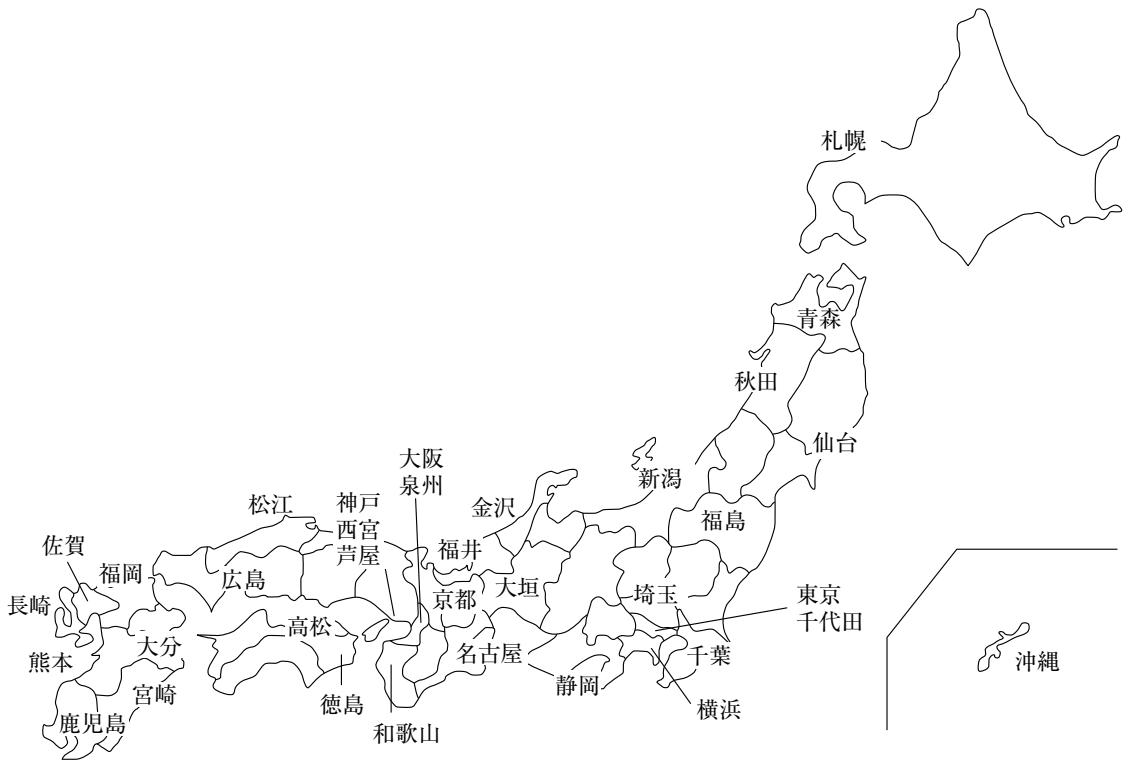 札幌
青森
秋田
仙台
新潟
福島
金沢
福井
大阪
泉州
神戸
西宮
芦屋
松江
佐賀
福岡
広島
長崎
京都
大垣
埼玉
東京
千代田
高松
大分
熊本
名古屋
千葉
静岡
宮崎
徳島
横浜
鹿児島
和歌山
沖縄